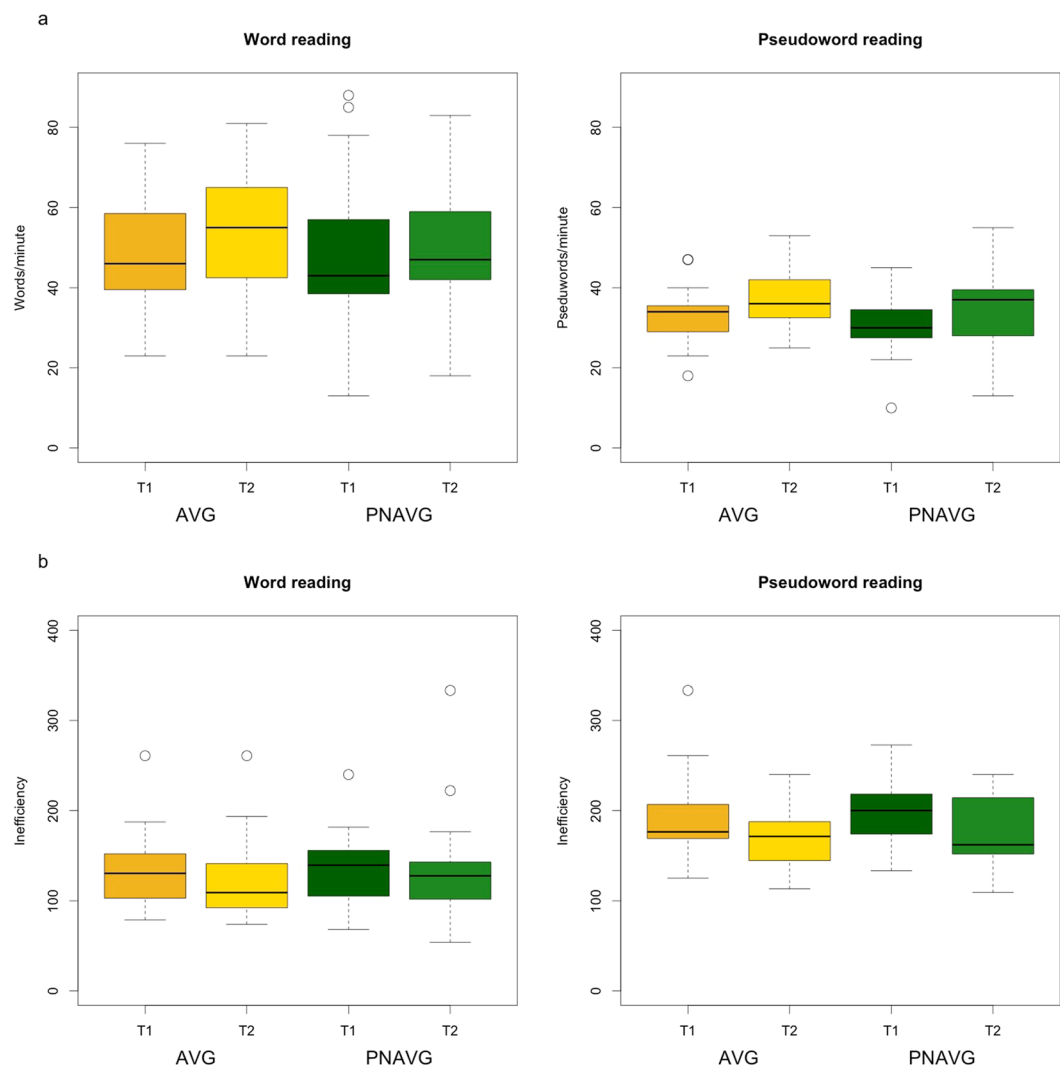 a
Word reading
Pseudoword reading
Words/minute
0
20
40
60
80
T1
T2
T1
T2
AVG
PNAVG
Pseduwords/minute
0
20
40
60
80
T1
T2
T1
T2
AVG
PNAVG
b
Word reading
Pseudoword reading
Inefficiency
0
100
200
300
400
T1
T2
T1
T2
AVG
PNAVG
Inefficiency
0
100
200
300
400
T1
T2
T1
T2
AVG
PNAVG